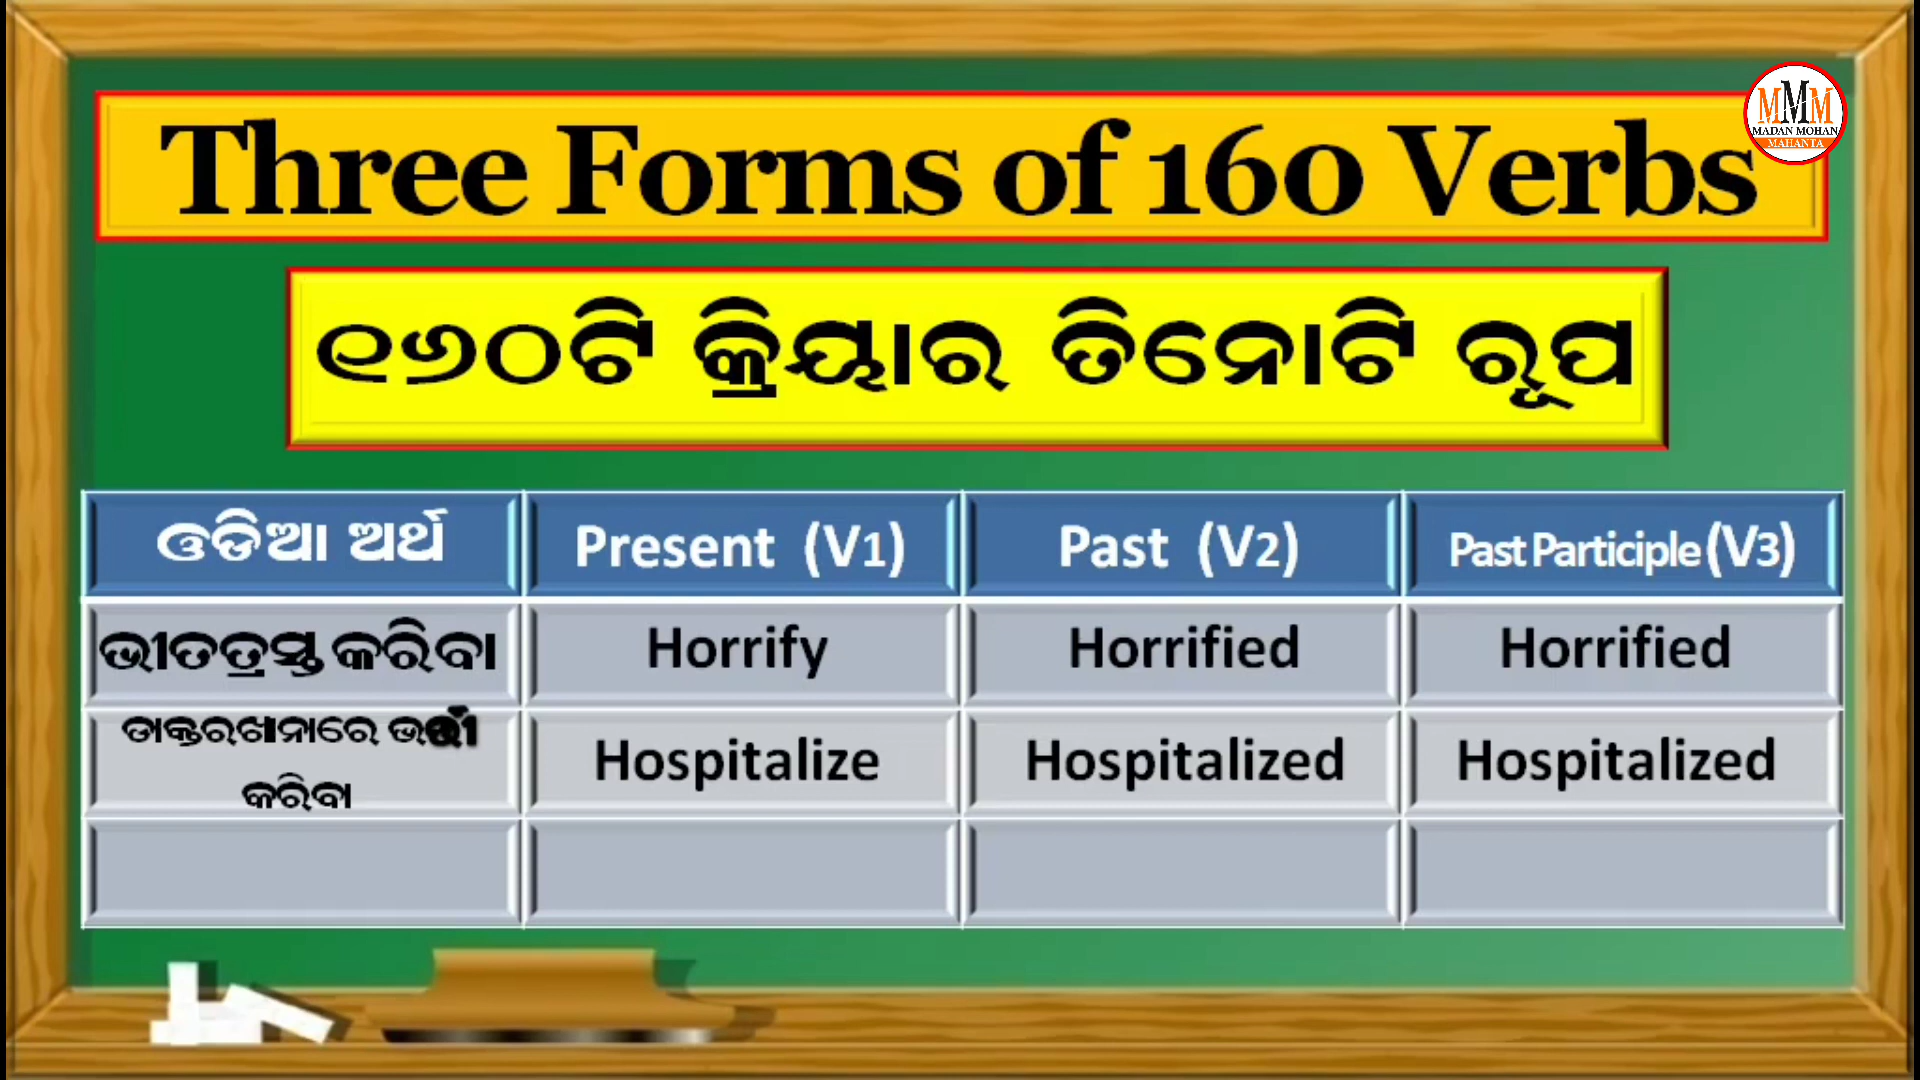 MMM
MADAN MOHAN
MAHANTA
Three Forms of 160 Verbs
୧୬୦ଟି କ୍ରିୟାର ତିନୋଟି ରୂପ
ଓଡିଆ ଅର୍ଥ Present (V1) Past (V2) Past Participle (V3)
ଭୀତତ୍ରସ୍ତ କରିବା Horrify Horrified Horrified
ଡାକ୍ତରଖାନାରେ
କରିବା Hospitalize Hospitalized Hospitalized